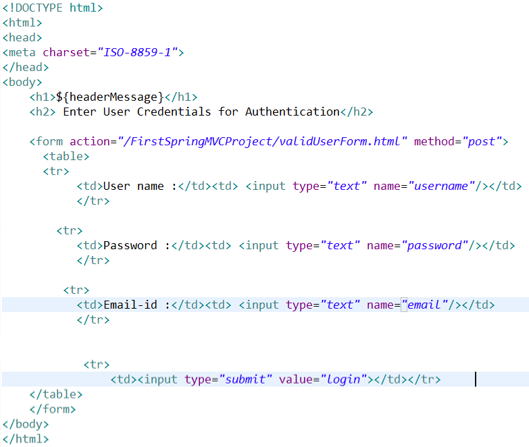 <!DOCTYPE html>
<html>
<head>
<meta charset="ISO-8859-1">
</head>
<body>
<h1>${headerMessage}</h1>
<h2> Enter User Credentials for Authentication</h2>
<form action="/FirstSpringMVCProject/validUserForm.html" method="post">
<table>
<tr>
<td>User name :</td><td> <input type="text" name="username"/></td>
</tr>
<tr>
<td>Password :</td><td> <input type="text" name="password"/></td>
</tr>
<tr>
<td>Email-id :</td><td> <input type="text" name="email"/></td>
</tr>
<tr>
<td><input type="submit" value="login"></td></tr>
</table>
</form>
</body>
</html>